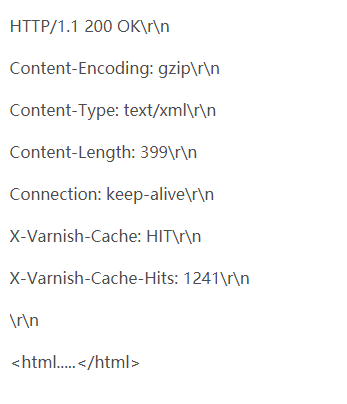 HTTP/1.1 200 OK\r\n
Content-Encoding: gzip\r\n
Content-Type: text/xml\r\n
Content-Length: 399\r\n
Connection: keep-alive\r\n
X-Varnish-Cache: HIT\r\n
X-Varnish-Cache-Hits: 1241\r\n
\r\n
<html.....</html>